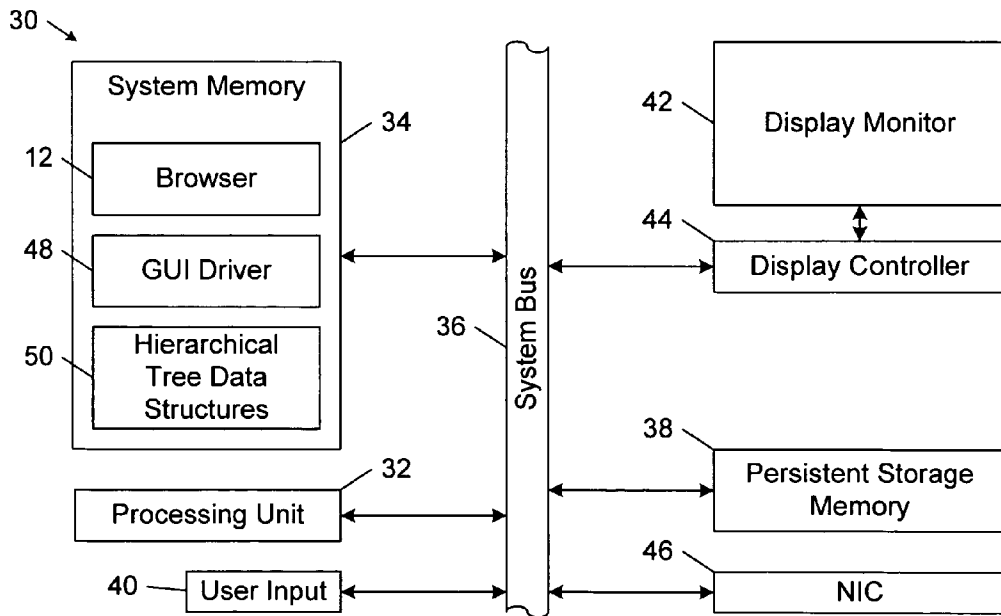 30
System Memory
34
12
Browser
48
GUI Driver
50
Hierarchical
Tree Data
Structures
32
Processing Unit
40
User Input
36
System Bus
42
Display Monitor
44
Display Controller
38
Persistent Storage
Memory
46
NIC